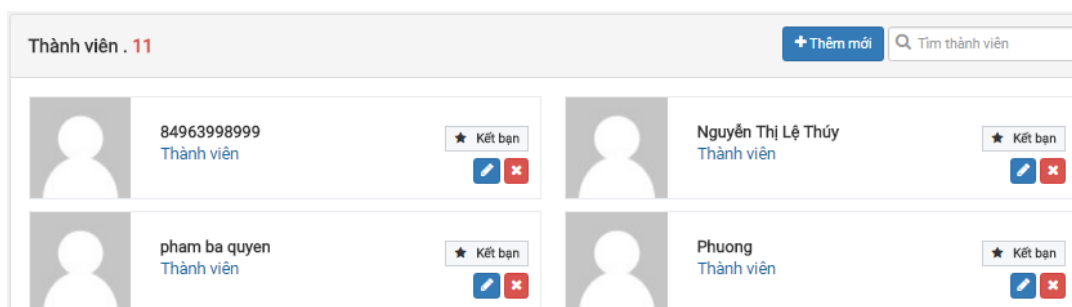 Thành viên . 11
Thêm mới
Tìm thành viên
84963998999
Thành viên
Kết bạn
Nguyễn Thị Lệ Thúy
Thành viên
Kết bạn
pham ba quyen
Thành viên
Kết bạn
Phuong
Thành viên
Kết bạn